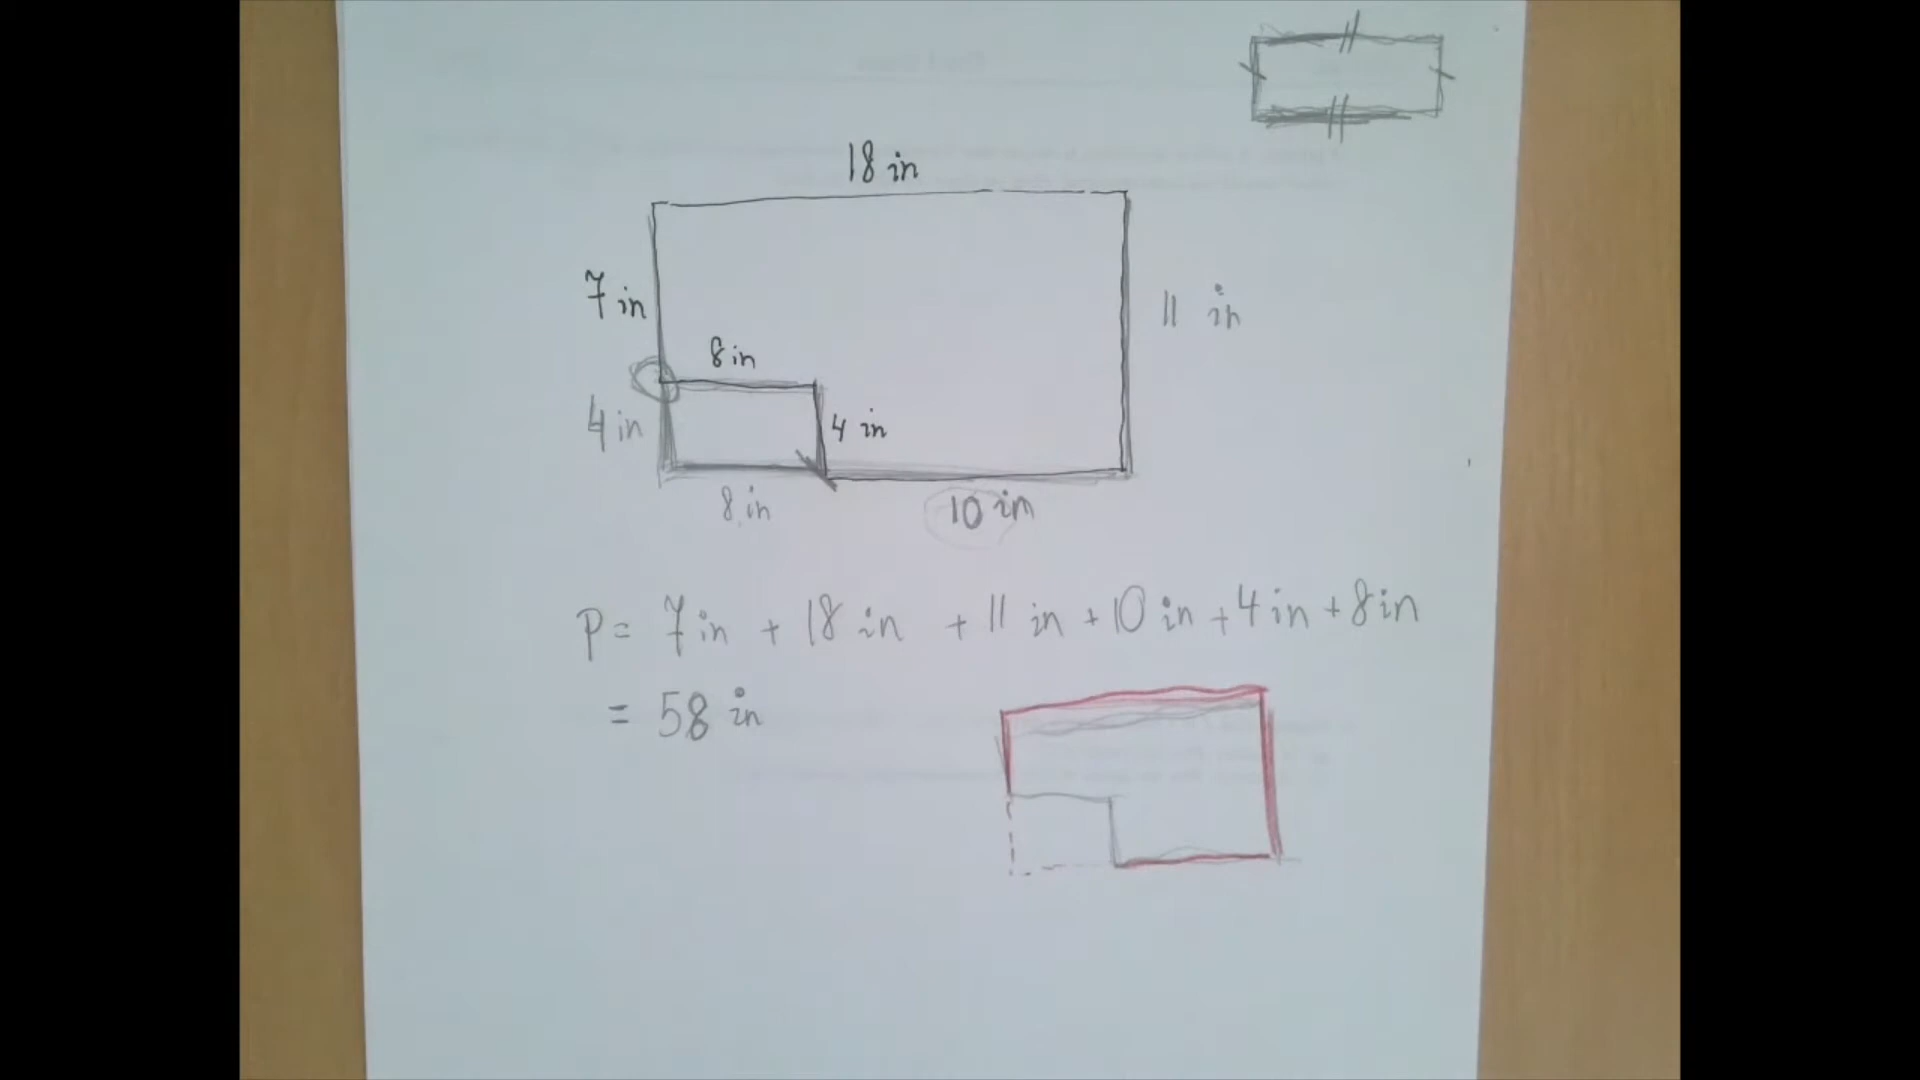 18 in
7 in
11 in
8 in
4 in
4 in
8 in
10 in
P = 7 in + 18 in + 11 in + 10 in + 4 in + 8 in
= 58 in